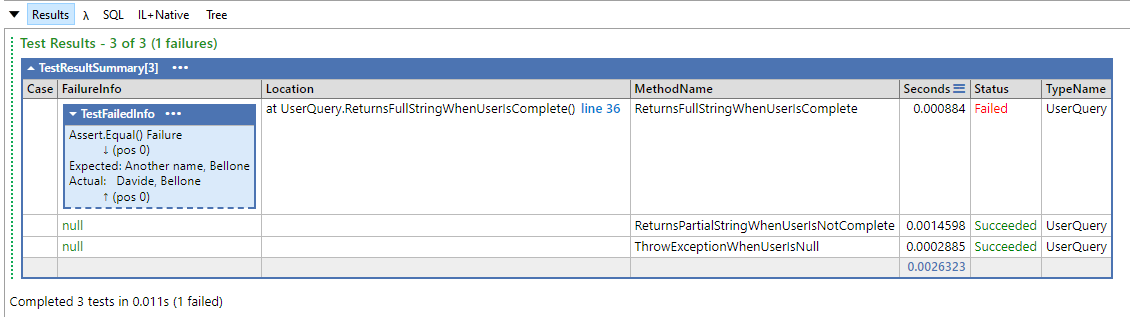 Results λ SQL IL+Native Tree
Test Results - 3 of 3 (1 failures)
TestResultSummary[3] •••
Case FailureInfo Location MethodName Seconds Status TypeName
TestFailedInfo ••• at UserQuery.ReturnsFullStringWhenUserIsComplete() line 36 ReturnsFullStringWhenUserIsComplete 0.000884 Failed UserQuery
Assert.Equal() Failure
↓ (pos 0)
Expected: Another name, Bellone
Actual: Davide, Bellone
↑ (pos 0)
null ReturnsPartialStringWhenUserIsNotComplete 0.0014598 Succeeded UserQuery
null ThrowExceptionWhenUserIsNull 0.0002885 Succeeded UserQuery
0.0026323
Completed 3 tests in 0.011s (1 failed)